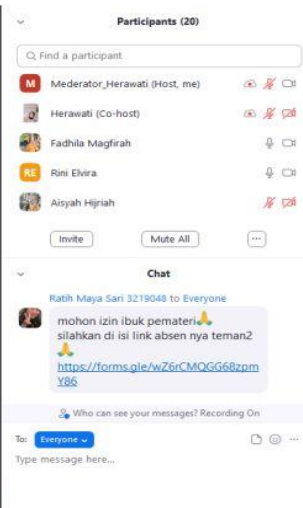 Participants (20)
Find a participant
M Mederator_Herawati (Host, me)
Herawati (Co-host)
Fadhila Magfirah
RE Rini Elvira
Aisyah Hijriah
Invite Mute All ...
Chat
Ratih Maya Sari 3219048 to Everyone
mohon izin ibuk pemateri🙏
silahkan di isi link absen nya teman2
🙏
https://forms.gle/wZ6rCMQGG68zpm
Y86
Who can see your messages? Recording On
To: Everyone
Type message here...